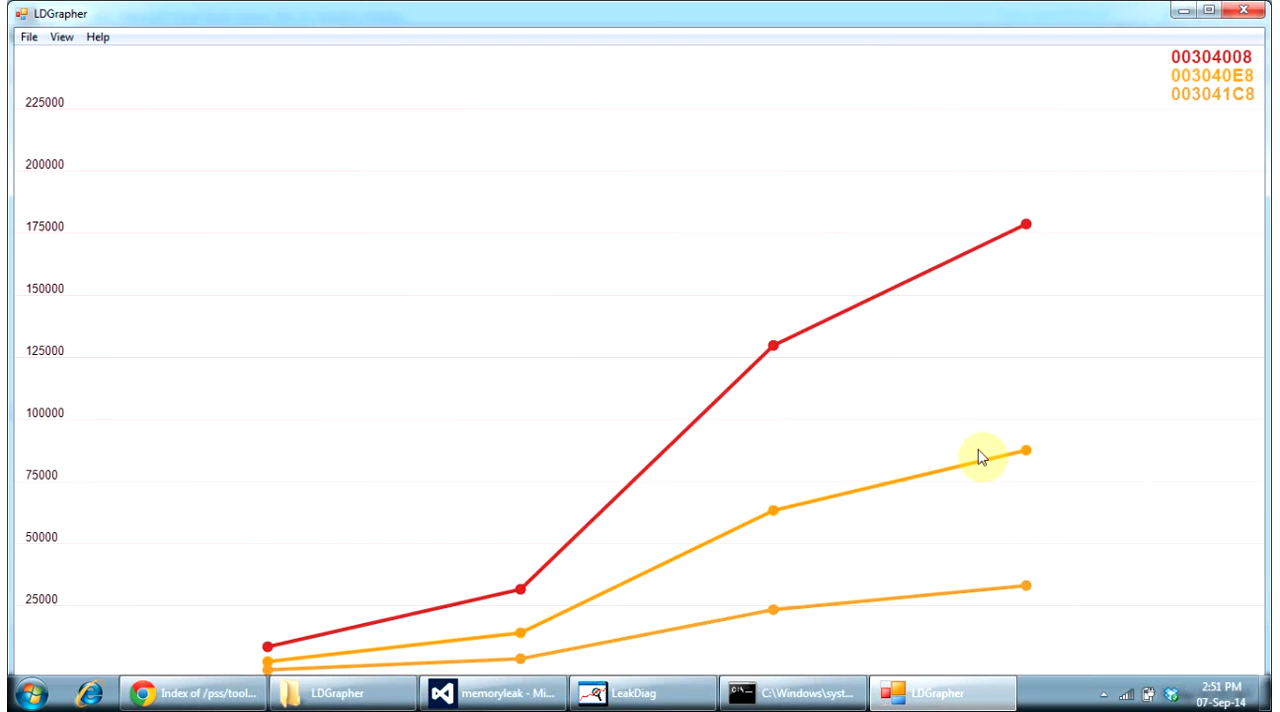 LDGrapher
File View Help
00304008
003040E8
003041C8
225000
200000
175000
150000
125000
100000
75000
50000
25000
Index of /pss/tool...
LDGrapher
memoryleak - Mi...
LeakDiag
C:\Windows\syst...
LDGrapher
2:51 PM
07-Sep-14